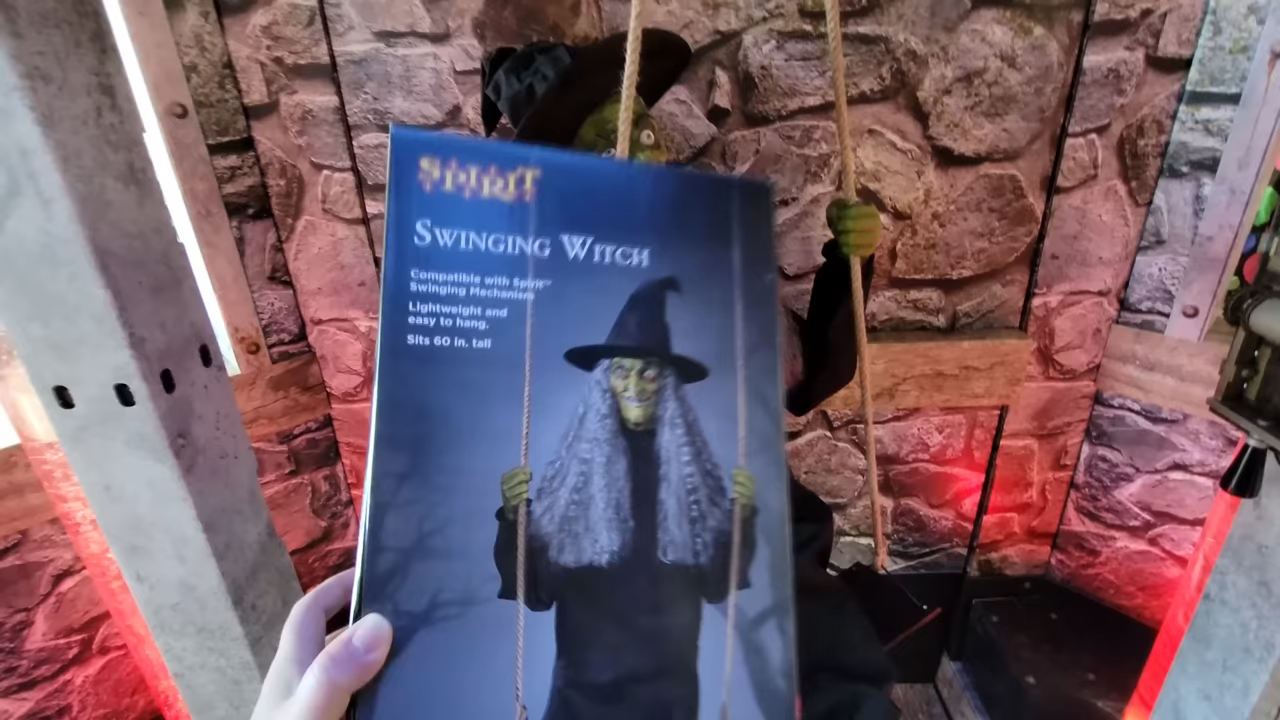 SPIRIT
SWINGING WITCH
Compatible with Spirit™
Swinging Mechanism
Lightweight and
easy to hang.
Sits 60 in. tall